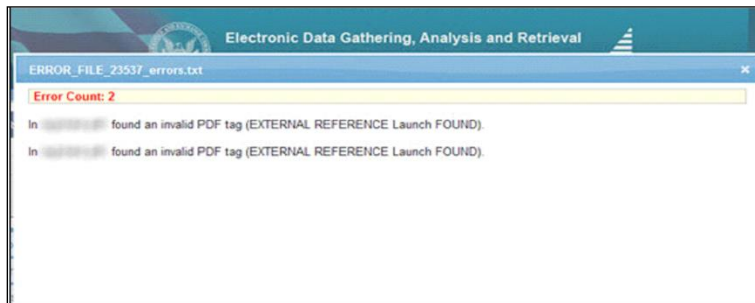 Electronic Data Gathering, Analysis and Retrieval
ERROR_FILE_23537_errors.txt
Error Count: 2
In found an invalid PDF tag (EXTERNAL REFERENCE Launch FOUND).
In found an invalid PDF tag (EXTERNAL REFERENCE Launch FOUND).